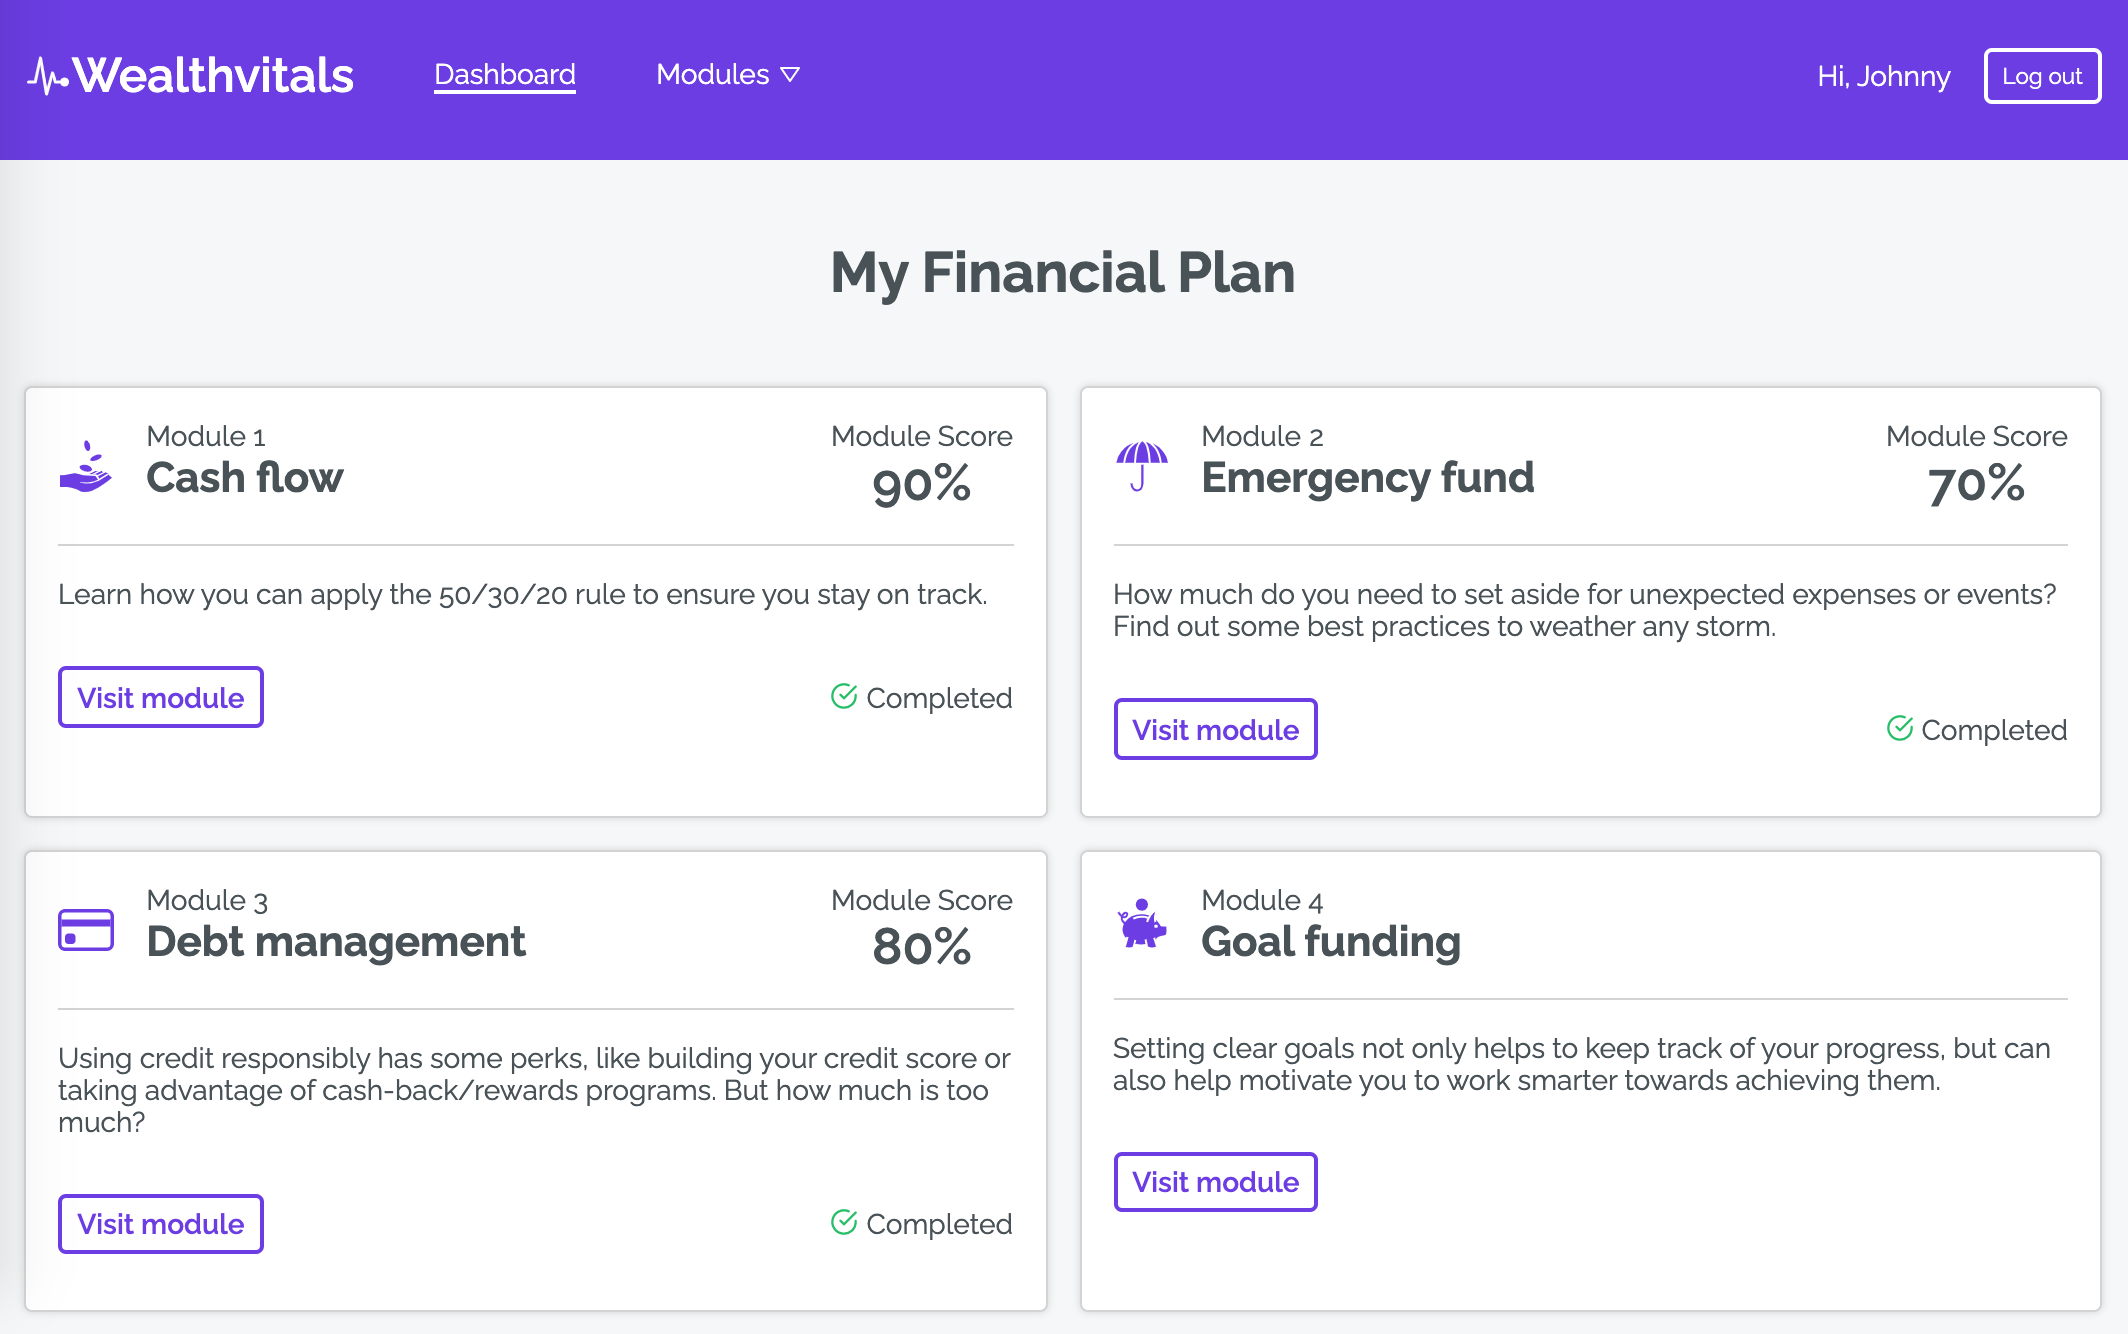 Wealthvitals
Dashboard
Modules
Hi, Johnny
Log out
My Financial Plan
Module 1
Cash flow
Module Score
90%
Learn how you can apply the 50/30/20 rule to ensure you stay on track.
Visit module
Completed
Module 2
Emergency fund
Module Score
70%
How much do you need to set aside for unexpected expenses or events?
Find out some best practices to weather any storm.
Visit module
Completed
Module 3
Debt management
Module Score
80%
Using credit responsibly has some perks, like building your credit score or
taking advantage of cash-back/rewards programs. But how much is too
much?
Visit module
Completed
Module 4
Goal funding
Setting clear goals not only helps to keep track of your progress, but can
also help motivate you to work smarter towards achieving them.
Visit module